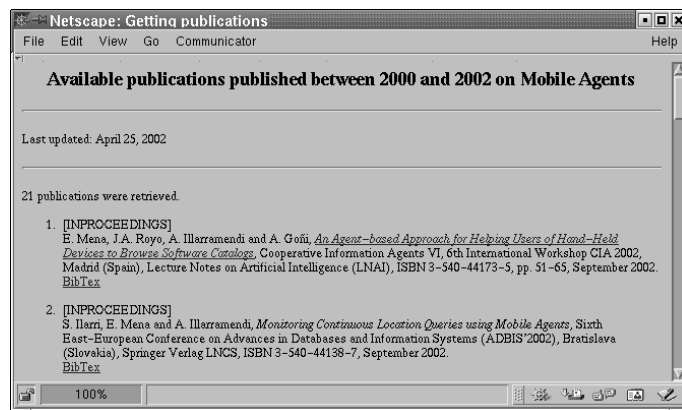 Netscape: Getting publications
File Edit View Go Communicator Help
Available publications published between 2000 and 2002 on Mobile Agents
Last updated: April 25, 2002
21 publications were retrieved.
1. [INPROCEEDINGS]
E. Mena, J.A. Royo, A. Illarramendi and A. Goñi, An Agent-based Approach for Helping Users of Hand-Held
Devices to Browse Software Catalogs, Cooperative Information Agents VI, 6th International Workshop CIA 2002,
Madrid (Spain), Lecture Notes on Artificial Intelligence (LNAI), ISBN 3-540-44173-5, pp. 51-65, September 2002.
BibTex
2. [INPROCEEDINGS]
S. Ilarri, E. Mena and A. Illarramendi, Monitoring Continuous Location Queries using Mobile Agents, Sixth
East-European Conference on Advances in Databases and Information Systems (ADBIS'2002), Bratislava
(Slovakia), Springer Verlag LNCS, ISBN 3-540-44138-7, September 2002.
BibTex
100%